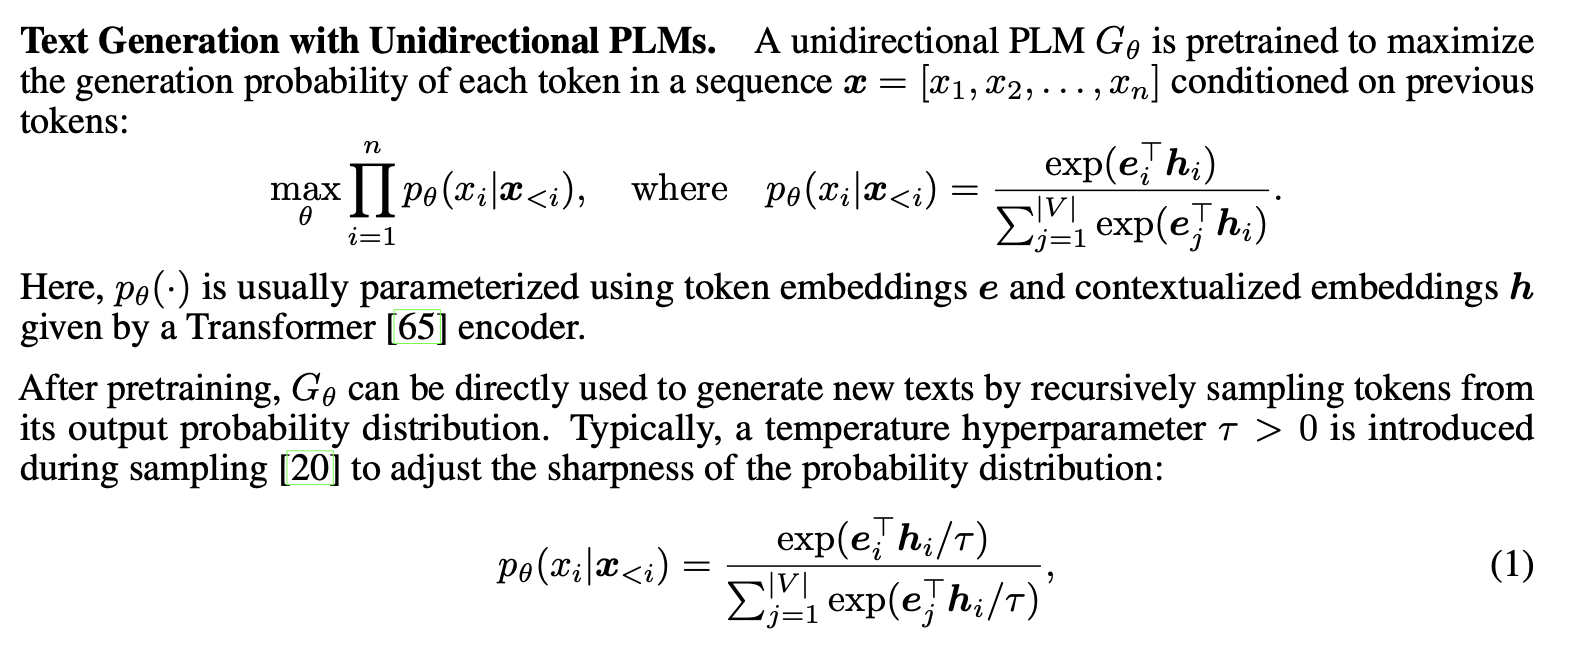 Text Generation with Unidirectional PLMs. A unidirectional PLM $G_\theta$ is pretrained to maximize
the generation probability of each token in a sequence $\boldsymbol{x} = [x_1, x_2, \ldots, x_n]$ conditioned on previous
tokens:
$\max_\theta \prod_{i=1}^{n} p_\theta(x_i|\boldsymbol{x}_{<i}),$ where $p_\theta(x_i|\boldsymbol{x}_{<i}) = \frac{\exp(\boldsymbol{e}_i^\top \boldsymbol{h}_i)}{\sum_{j=1}^{|V|} \exp(\boldsymbol{e}_j^\top \boldsymbol{h}_i)}.$
Here, $p_\theta(\cdot)$ is usually parameterized using token embeddings $\boldsymbol{e}$ and contextualized embeddings $\boldsymbol{h}$
given by a Transformer [65] encoder.
After pretraining, $G_\theta$ can be directly used to generate new texts by recursively sampling tokens from
its output probability distribution. Typically, a temperature hyperparameter $\tau > 0$ is introduced
during sampling [20] to adjust the sharpness of the probability distribution:
$p_\theta(x_i|\boldsymbol{x}_{<i}) = \frac{\exp(\boldsymbol{e}_i^\top \boldsymbol{h}_i/\tau)}{\sum_{j=1}^{|V|} \exp(\boldsymbol{e}_j^\top \boldsymbol{h}_i/\tau)},$ (1)